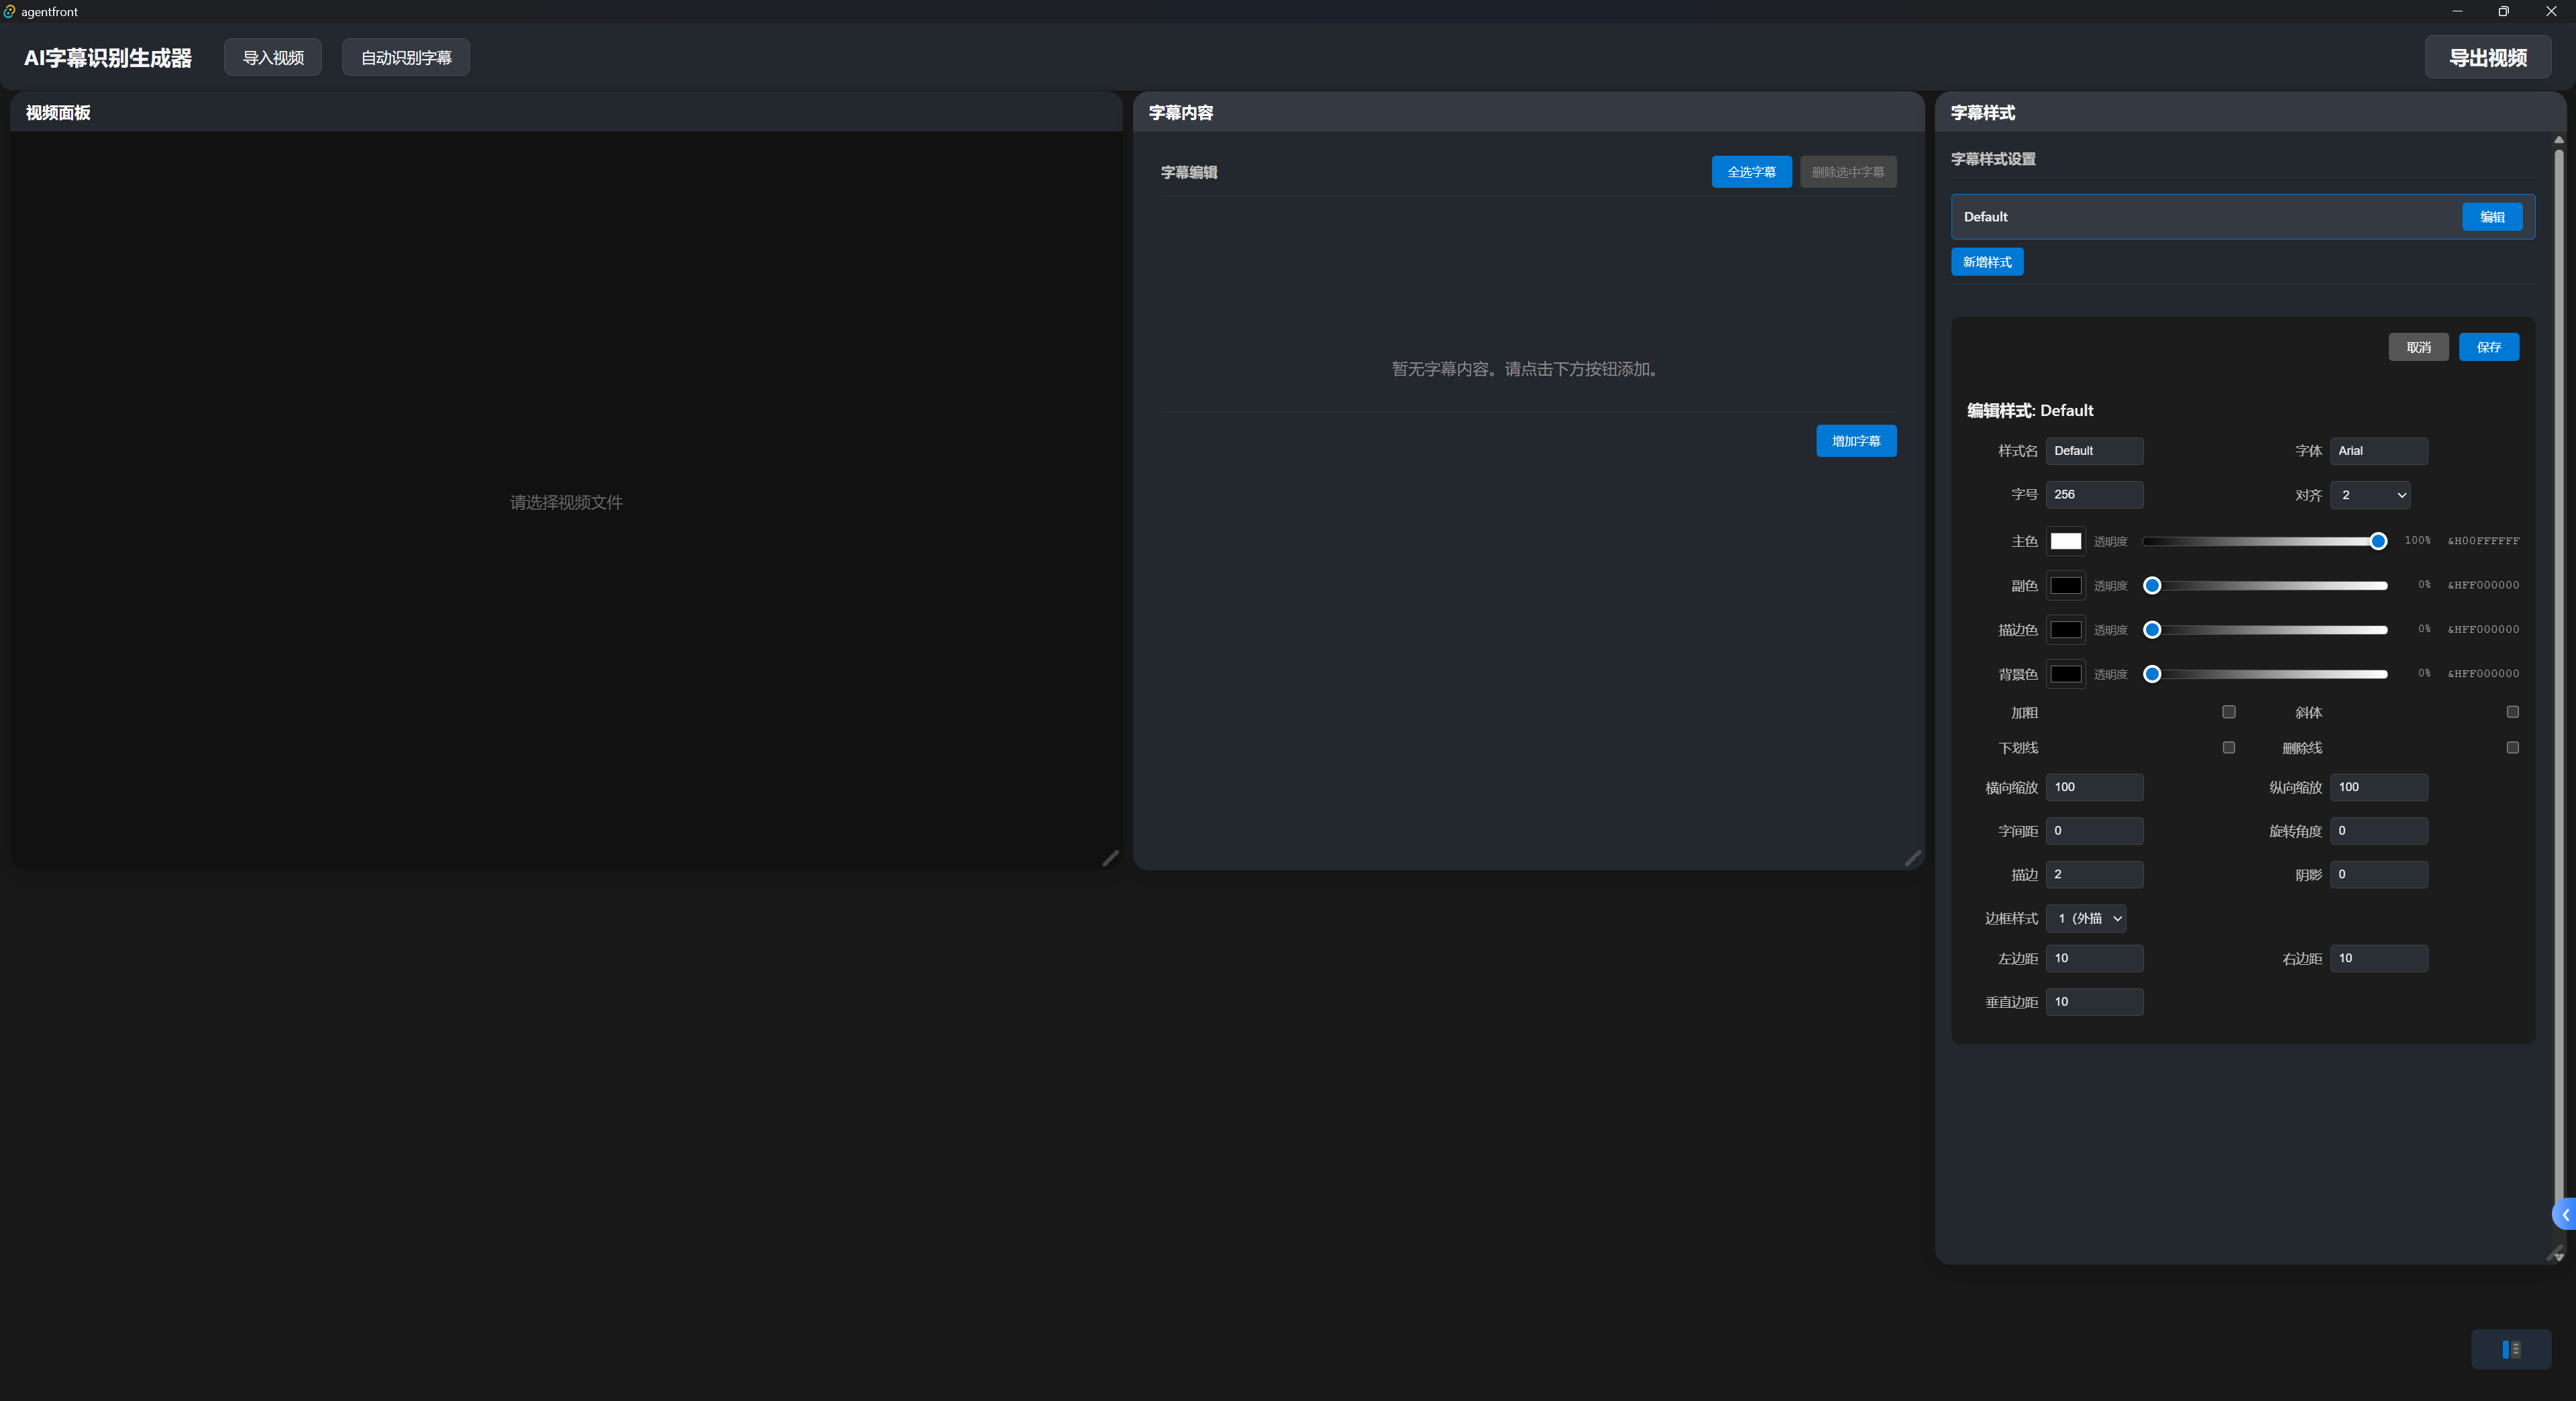 agentfront
AI字幕识别生成器
导入视频
自动识别字幕
导出视频
视频面板
请选择视频文件
字幕内容
字幕编辑
全选字幕
删除选中字幕
暂无字幕内容。请点击下方按钮添加。
增加字幕
字幕样式
字幕样式设置
Default
编辑
新增样式
取消
保存
编辑样式: Default
样式名 Default 字体 Arial
字号 256 对齐 2
主色 透明度 100% &H00FFFFFF
副色 透明度 0% &HFF000000
描边色 透明度 0% &HFF000000
背景色 透明度 0% &HFF000000
加粗 斜体
下划线 删除线
横向缩放 100 纵向缩放 100
字间距 0 旋转角度 0
描边 2 阴影 0
边框样式 1（外描
左边距 10 右边距 10
垂直边距 10